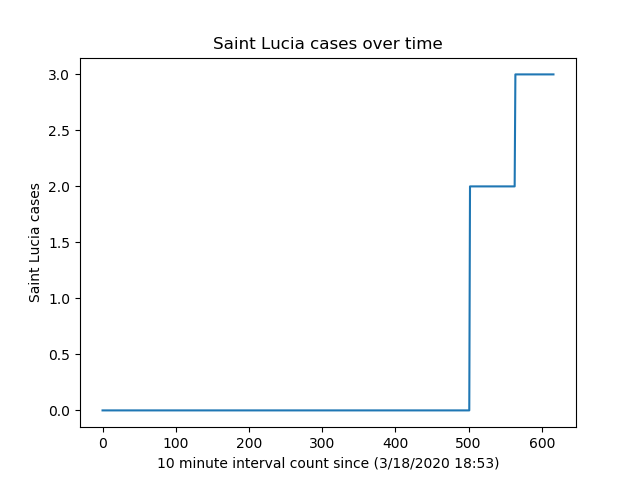 Saint Lucia cases over time
3.0
2.5
2.0
1.5
1.0
0.5
0.0
Saint Lucia cases
0 100 200 300 400 500 600
10 minute interval count since (3/18/2020 18:53)